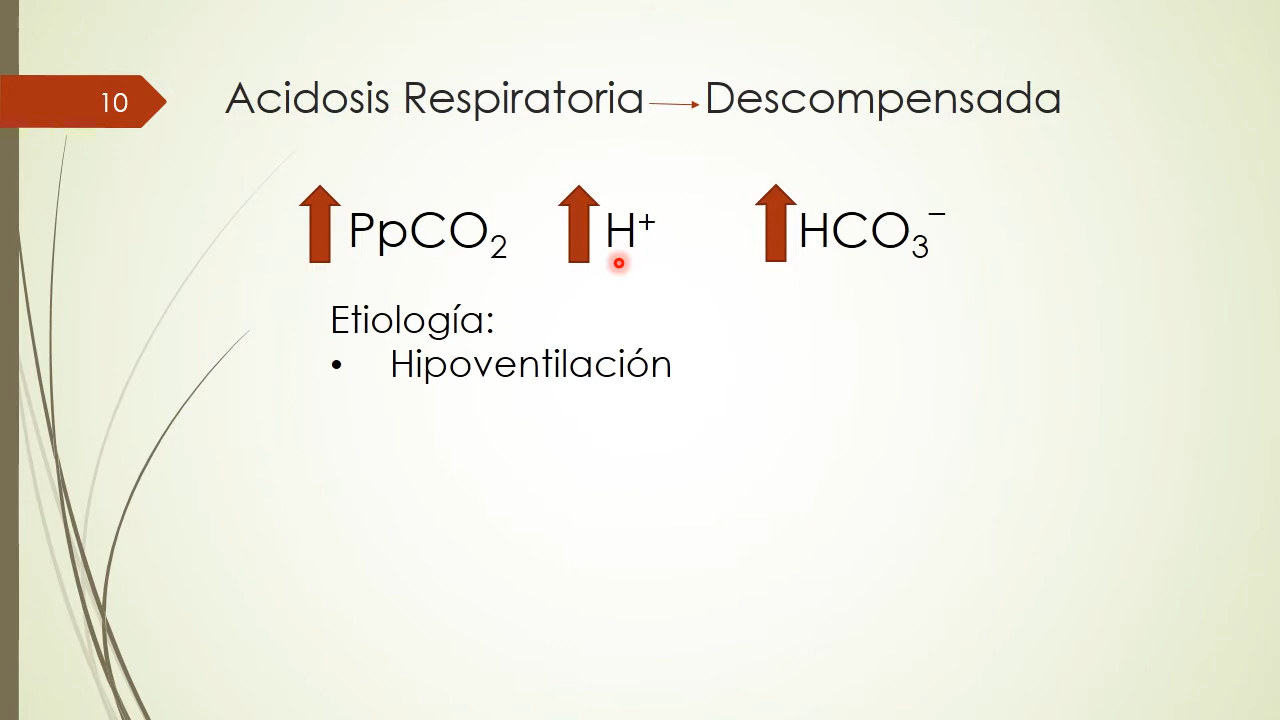 10
Acidosis Respiratoria → Descompensada
PpCO₂ H⁺ HCO₃⁻
Etiología:
• Hipoventilación